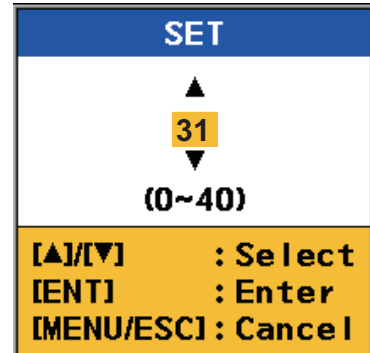 SET
▲
31
▼
(0~40)
[▲]/[▼] : Select
[ENT] : Enter
[MENU/ESC] : Cancel